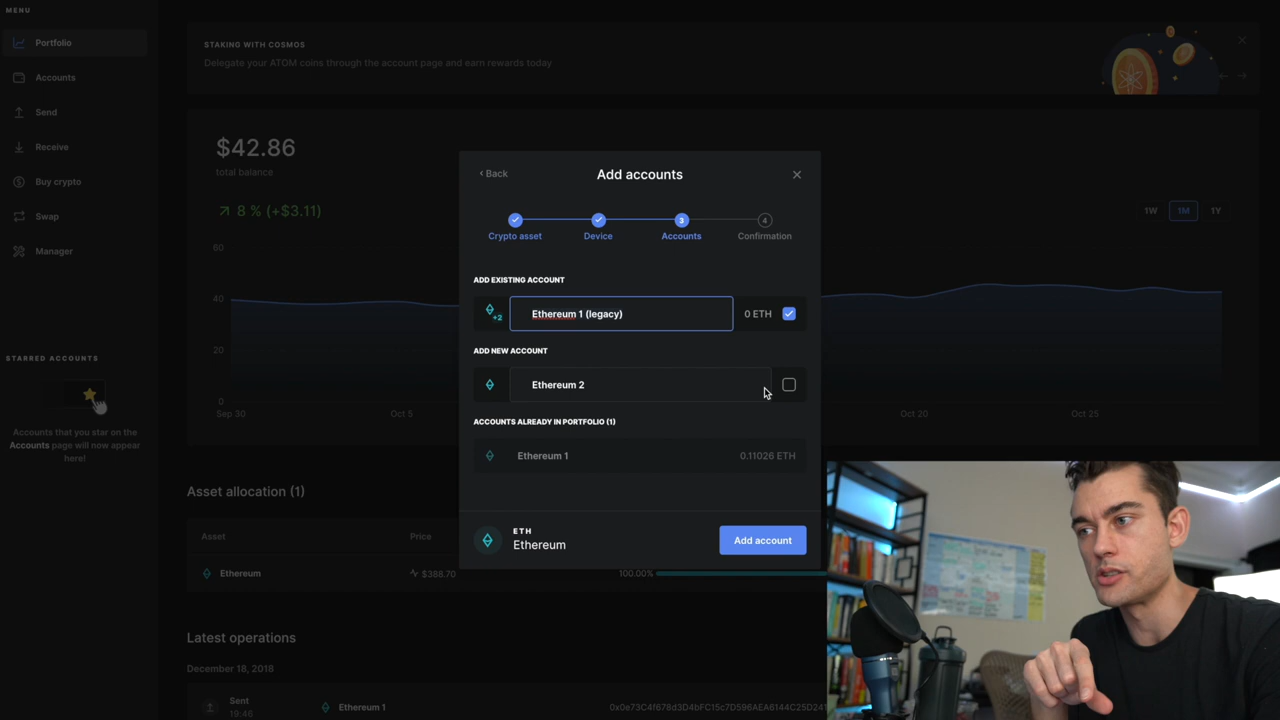 MENU
Portfolio
Accounts
Send
Receive
Buy crypto
Swap
Manager
STARRED ACCOUNTS
Accounts that you star on the
Accounts page will now appear
here!
STAKING WITH COSMOS
Delegate your ATOM coins through the account page and earn rewards today
$42.86
total balance
8 % (+$3.11)
1W 1M 1Y
80
40
20
0
Sep 30 Oct 5 Oct 20 Oct 25
Asset allocation (1)
Asset Price
Ethereum $388.70 100.00%
Latest operations
December 18, 2018
Sent
19:46
Ethereum 1
Back
Add accounts
3 4
Crypto asset Device Accounts Confirmation
ADD EXISTING ACCOUNT
+2 Ethereum 1 (legacy) 0 ETH
ADD NEW ACCOUNT
Ethereum 2
ACCOUNTS ALREADY IN PORTFOLIO (1)
Ethereum 1 0.11026 ETH
ETH
Ethereum
Add account